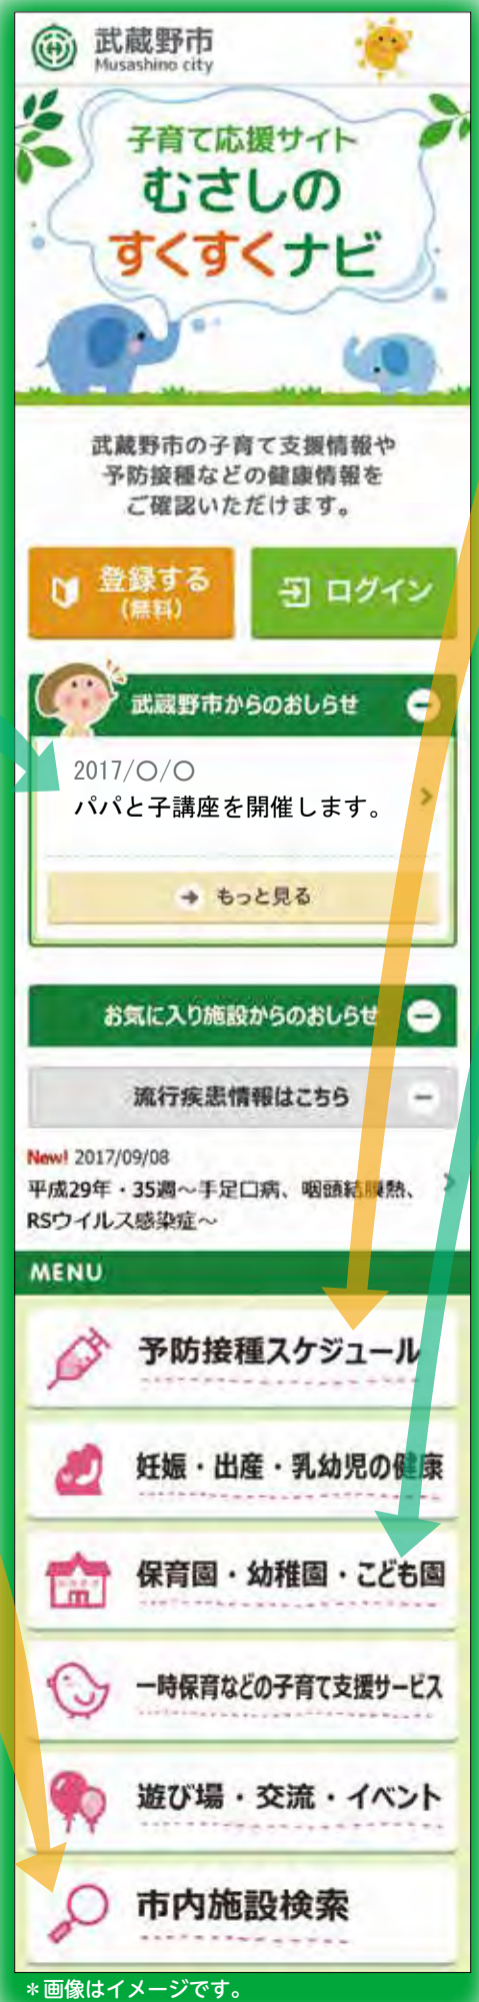 武蔵野市
Musashino city
子育て応援サイト
むさしの
すくすくナビ
武蔵野市の子育て支援情報や
予防接種などの健康情報を
ご確認いただけます。
登録する
(無料)
ログイン
武蔵野市からのおしらせ
2017/○/○
パパと子講座を開催します。
もっと見る
お気に入り施設からのおしらせ
流行疾患情報はこちら
New! 2017/09/08
平成29年・35週～手足口病、咽頭結膜熱、
RSウイルス感染症～
MENU
予防接種スケジュール
妊娠・出産・乳幼児の健康
保育園・幼稚園・こども園
一時保育などの子育て支援サービス
遊び場・交流・イベント
市内施設検索
＊画像はイメージです。